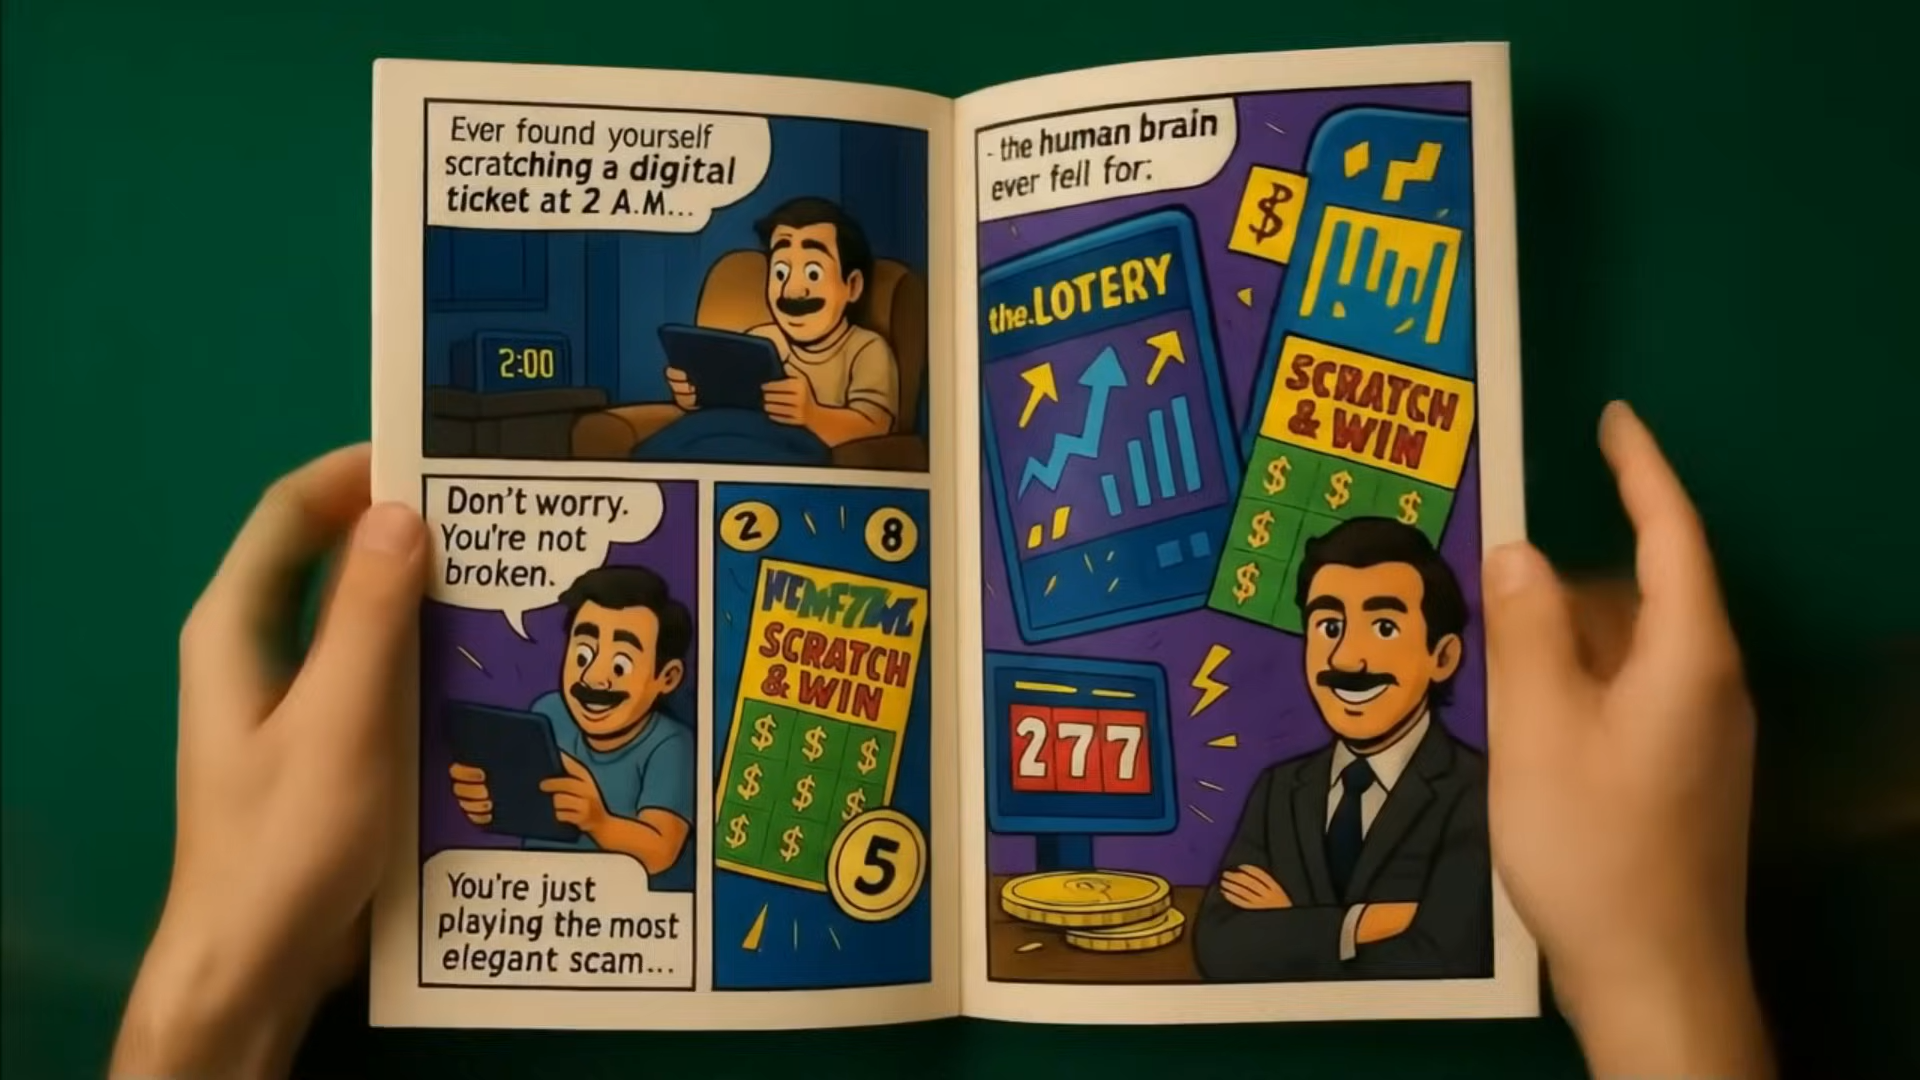 Ever found yourself
scratching a digital
ticket at 2 A.M...
2:00
Don't worry.
You're not
broken.
You're just
playing the most
elegant scam...
2
8
SCRATCH
& WIN
$ $ $
$ $ $
$ $
5
- the human brain
ever fell for:
$
the.LOTERY
SCRATCH
& WIN
$ $ $
$
$
277